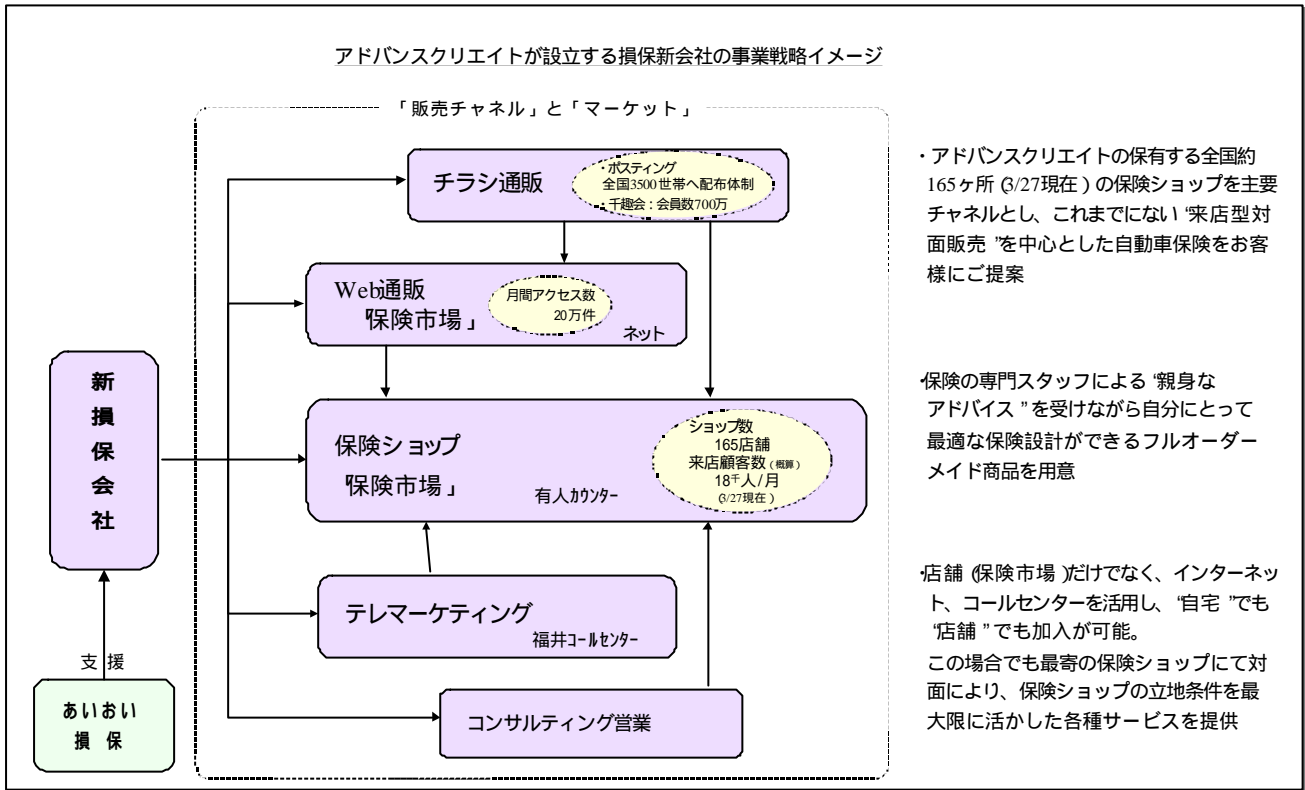 アドバンスクリエイトが設立する損保新会社の事業戦略イメージ
「販売チャネル」と「マーケット」
チラシ通販
・ポスティング
全国3500世帯へ配布体制
・千趣会：会員数700万
Web通販
「保険市場」
月間アクセス数
20万件
ネット
新損保会社
保険ショップ
「保険市場」
有人カウンター
ショップ数
165店舗
来店顧客数（概算）
18千人/月
(3/27現在）
テレマーケティング
福井コールセンター
コンサルティング営業
支援
あいおい
損保
・アドバンスクリエイトの保有する全国約
165ヶ所(3/27現在）の保険ショップを主要
チャネルとし、これまでにない“来店型対
面販売”を中心とした自動車保険をお客
様にご提案
・保険の専門スタッフによる“親身な
アドバイス”を受けながら自分にとって
最適な保険設計ができるフルオーダー
メイド商品を用意
・店舗(保険市場)だけでなく、インターネッ
ト、コールセンターを活用し、“自宅”でも
“店舗”でも加入が可能。
この場合でも最寄の保険ショップにて対
面により、保険ショップの立地条件を最
大限に活かした各種サービスを提供